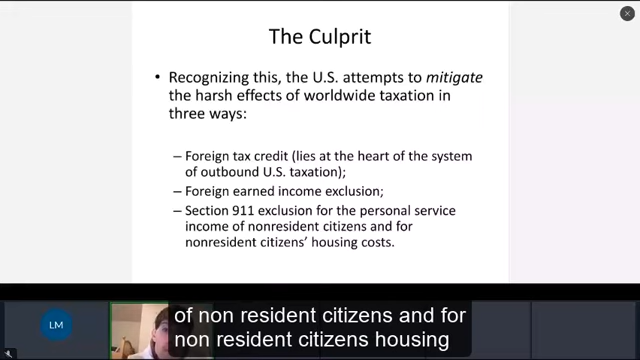 The Culprit
• Recognizing this, the U.S. attempts to mitigate
the harsh effects of worldwide taxation in
three ways:
– Foreign tax credit (lies at the heart of the system
of outbound U.S. taxation);
– Foreign earned income exclusion;
– Section 911 exclusion for the personal service
income of nonresident citizens and for
nonresident citizens’ housing costs.
LM
of non resident citizens and for
non resident citizens housing